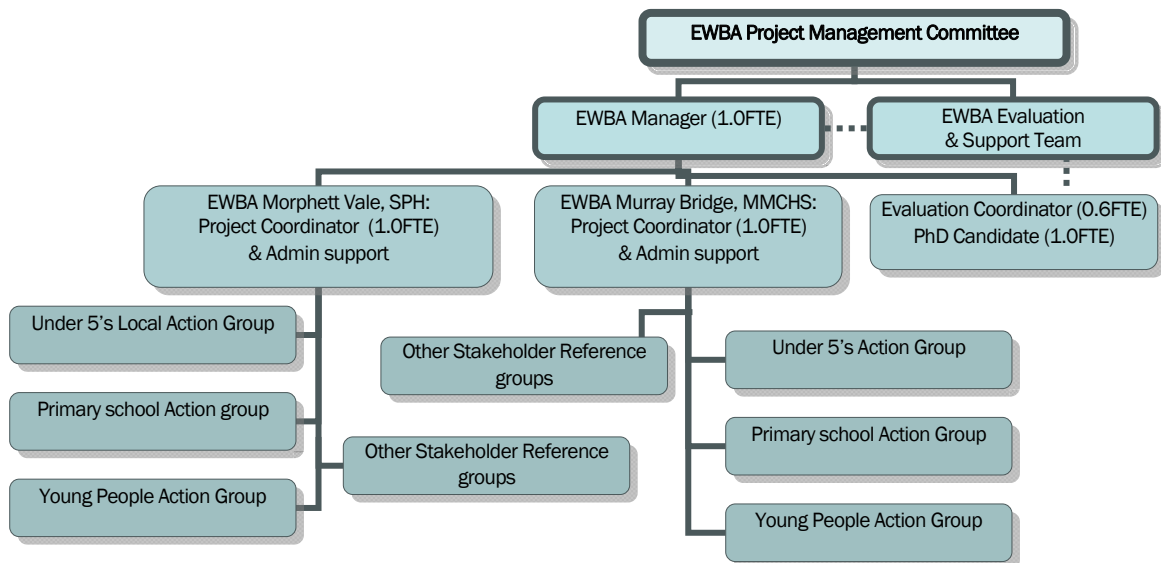 EWBA Project Management Committee
EWBA Manager (1.0FTE)
EWBA Evaluation
& Support Team
EWBA Morphett Vale, SPH:
Project Coordinator (1.0FTE)
& Admin support
EWBA Murray Bridge, MMCHS:
Project Coordinator (1.0FTE)
& Admin support
Evaluation Coordinator (0.6FTE)
PhD Candidate (1.0FTE)
Under 5's Local Action Group
Primary school Action group
Young People Action Group
Other Stakeholder Reference
groups
Other Stakeholder Reference
groups
Under 5's Action Group
Primary school Action Group
Young People Action Group